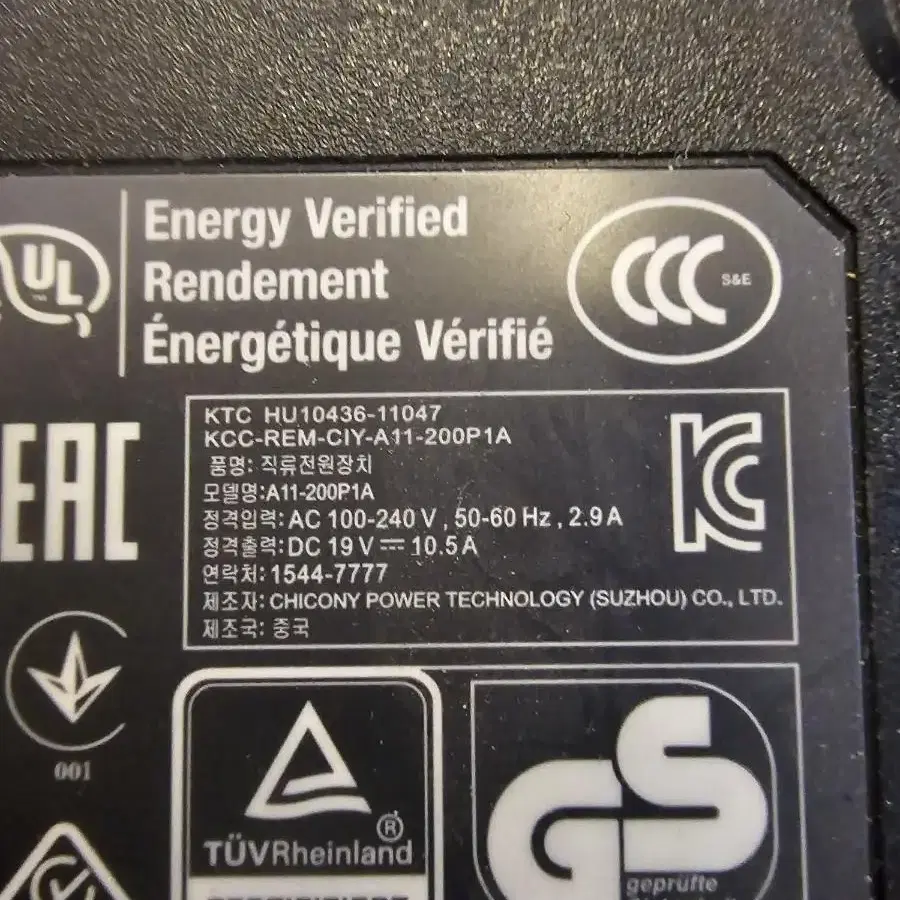 UL
Energy Verified
Rendement
Énergétique Vérifié
CCC S&E
EAC
KTC HU10436-11047
KCC-REM-CIY-A11-200P1A
품명: 직류전원장치
모델명:A11-200P1A
정격입력: AC 100-240 V , 50-60 Hz , 2.9 A
정격출력: DC 19 V ⎓ 10.5 A
연락처: 1544-7777
제조자: CHICONY POWER TECHNOLOGY (SUZHOU) CO., LTD.
제조국: 중국
001
®
TÜVRheinland
GS
geprüfte